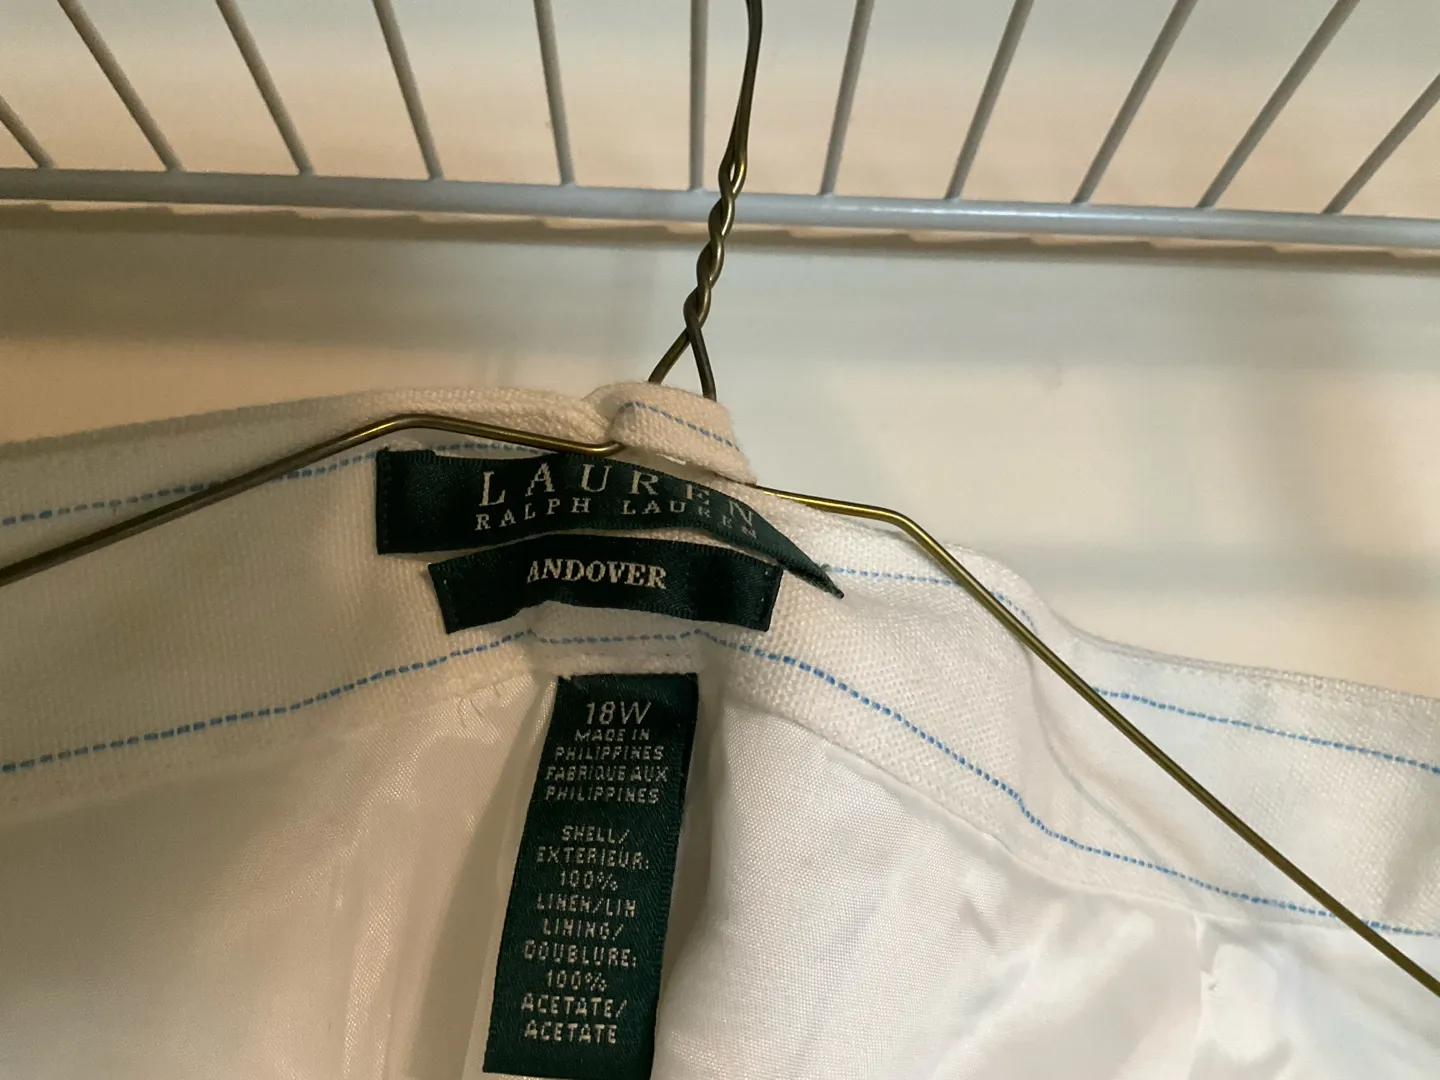 LAUREN
RALPH LAUREN
ANDOVER
18W
MADE IN
PHILIPPINES
FABRIQUE AUX
PHILIPPINES
SHELL/
EXTERIEUR:
100%
LINEN/LIN
LINING/
DOUBLURE:
100%
ACETATE/
ACETATE